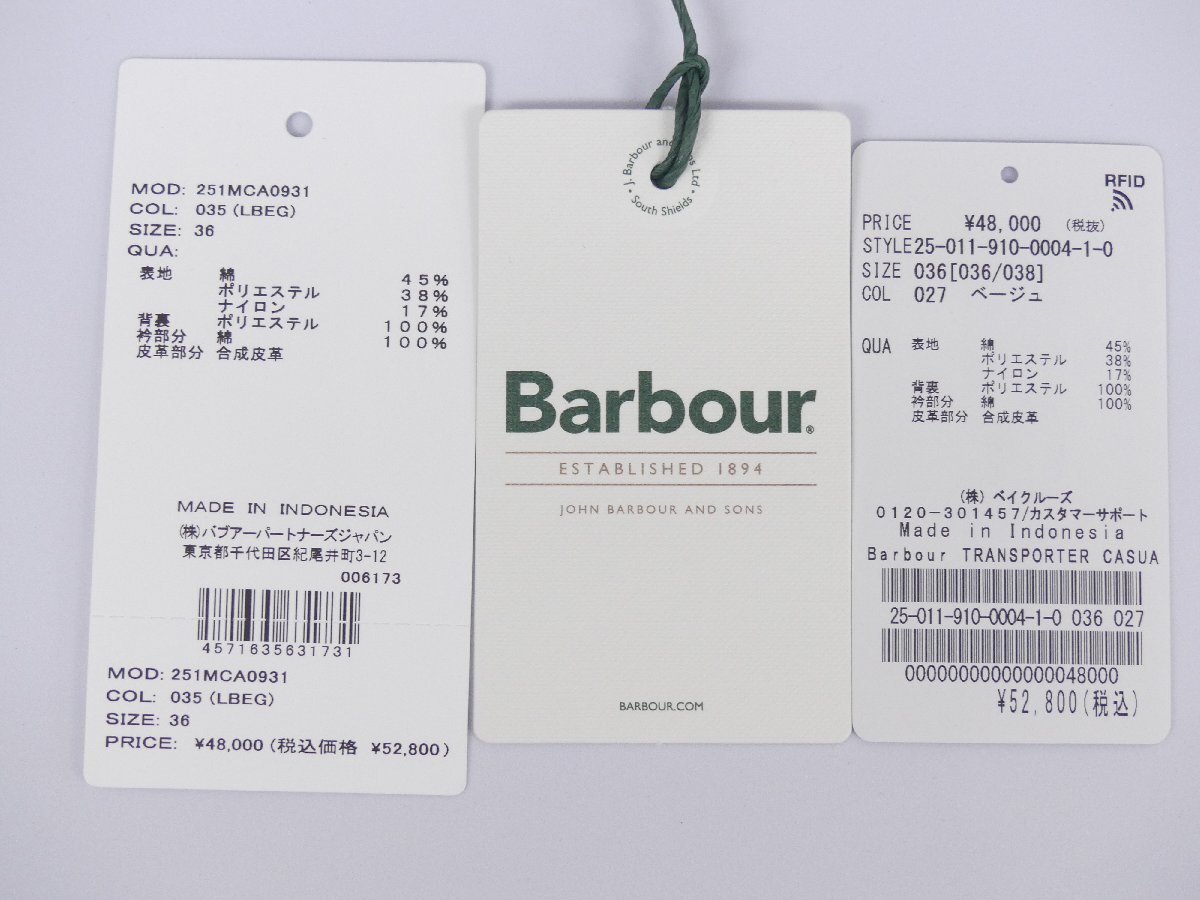 MOD: 251MCA0931
COL: 035 (LBEG)
SIZE: 36
QUA:
表地 綿 45%
ポリエステル 38%
ナイロン 17%
背裏 ポリエステル 100%
衿部分 綿 100%
皮革部分 合成皮革
MADE IN INDONESIA
(株)バブアーパートナーズジャパン
東京都千代田区紀尾井町3-12
006173
4571635631731
MOD: 251MCA0931
COL: 035 (LBEG)
SIZE: 36
PRICE: ¥48,000 (税込価格 ¥52,800)
J. Barbour and Sons Ltd
South Shields
Barbour®
ESTABLISHED 1894
JOHN BARBOUR AND SONS
BARBOUR.COM
RFID
PRICE ¥48,000 (税抜)
STYLE 25-011-910-0004-1-0
SIZE 036[036/038]
COL 027 ベージュ
QUA 表地 綿 45%
ポリエステル 38%
ナイロン 17%
背裏 ポリエステル 100%
衿部分 綿 100%
皮革部分 合成皮革
(株) ベイクルーズ
0120-301457/カスタマーサポート
Made in Indonesia
Barbour TRANSPORTER CASUA
25-011-910-0004-1-0 036 027
00000000000000048000
¥52,800(税込)